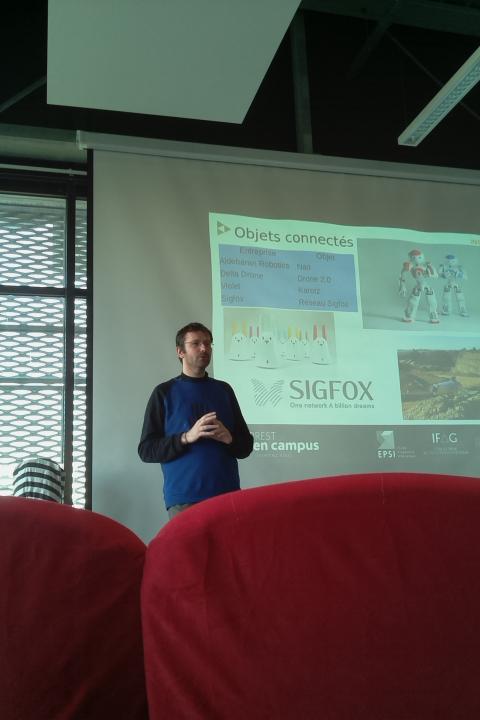 Objets connectés
Entreprise Objet
Aldebaran Robotics Nao
Delta Drone Drone 2.0
Violet Karotz
Sigfox Réseau Sigfox
SIGFOX
One network A billion dreams
en campus
EPSI
IFAG